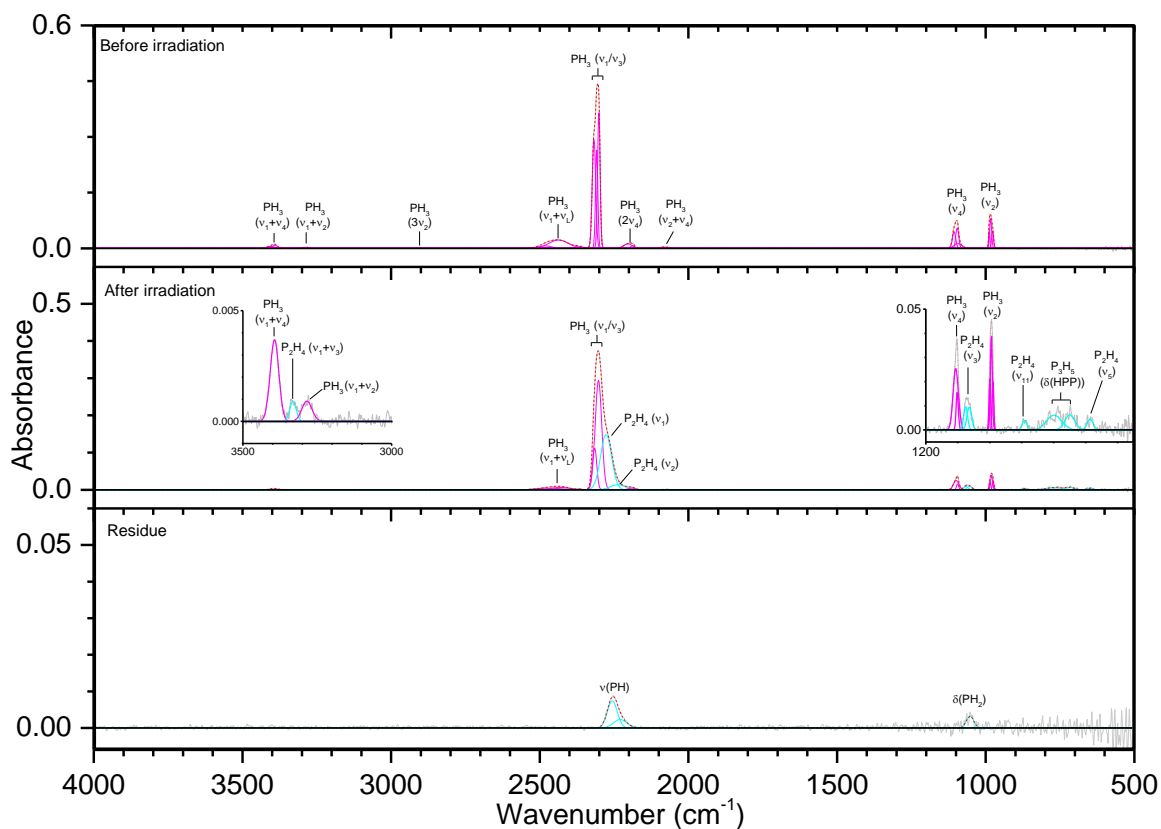 0.6
Before irradiation
PH₃ (ν₁/ν₃)
PH₃
(ν₁+ν₄)
PH₃
(ν₁+ν₂)
PH₃
(3ν₂)
PH₃
(ν₁+ν_L)
PH₃
(2ν₄)
PH₃
(ν₂+ν₄)
PH₃
(ν₄)
PH₃
(ν₂)
0.0
After irradiation
0.5
PH₃
(ν₁+ν₄)
0.005
P₂H₄ (ν₁+ν₃)
PH₃(ν₁+ν₂)
0.000
3500
3000
PH₃ (ν₁/ν₃)
PH₃
(ν₁+ν_L)
P₂H₄ (ν₁)
P₂H₄ (ν₂)
0.05
PH₃
(ν₄)
PH₃
(ν₂)
P₂H₄
(ν₃)
P₂H₄
(ν₁₁)
P₃H₅
(δ(HPP))
P₂H₄
(ν₅)
0.00
1200
0.0
Absorbance
Residue
0.05
ν(PH)
δ(PH₂)
0.00
4000
3500
3000
2500
2000
1500
1000
500
Wavenumber (cm⁻¹)